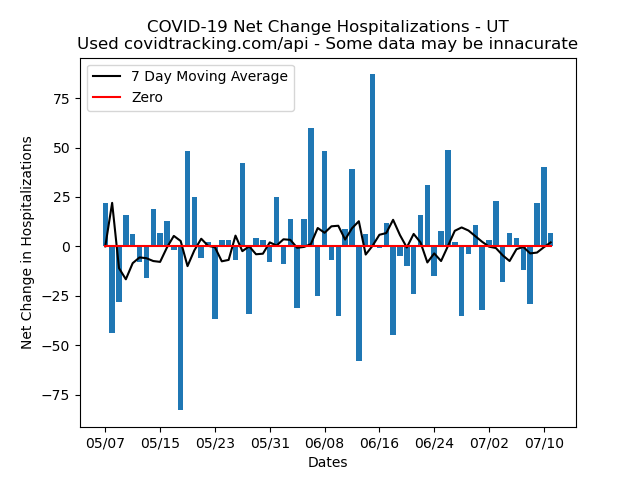 COVID-19 Net Change Hospitalizations - UT
Used covidtracking.com/api - Some data may be innacurate
7 Day Moving Average
Zero
Net Change in Hospitalizations
75
50
25
0
−25
−50
−75
05/07 05/15 05/23 05/31 06/08 06/16 06/24 07/02 07/10
Dates